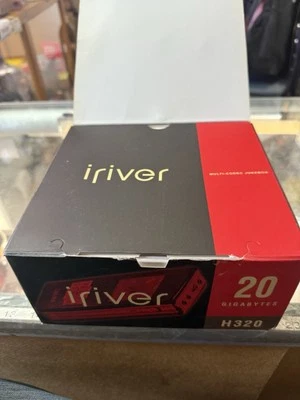 iriver
MULTI-CODEC JUKEBOX
iriver
20
GIGABYTES
H320